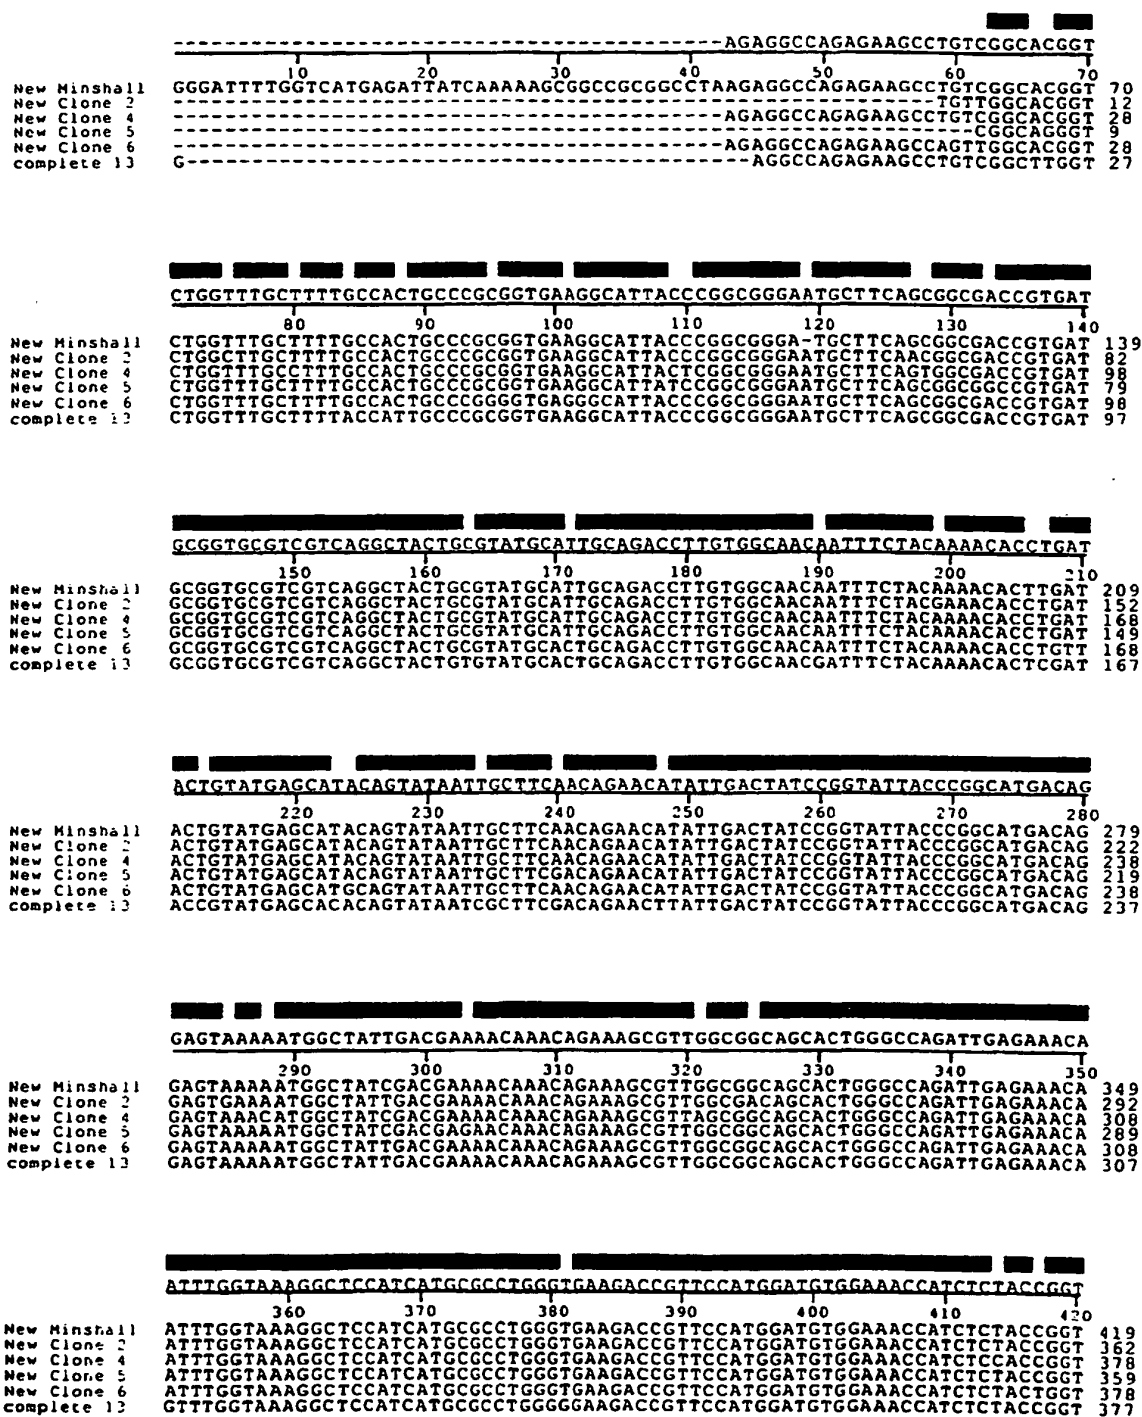 ------------------------------------------AGAGGCCAGAGAAGCCTGTCGGCACGGT
10 20 30 40 50 60 70
New Minshall GGGATTTTGGTCATGAGATTATCAAAAAGCGGCCGCGGCCTAAGAGGCCAGAGAAGCCTGTCGGCACGGT 70
New Clone 2 ----------------------------------------------------------TGTTGGCACGGT 12
New Clone 4 ------------------------------------------AGAGGCCAGAGAAGCCTGTCGGCACGGT 28
New Clone 5 -------------------------------------------------------------CGGCAGGGT 9
New Clone 6 ------------------------------------------AGAGGCCAGAGAAGCCAGTTGGCACGGT 28
complete 13 G-------------------------------------------AGGCCAGAGAAGCCTGTCGGCTTGGT 27
CTGGTTTGCTTTTGCCACTGCCCGCGGTGAAGGCATTACCCGGCGGGAATGCTTCAGCGGCGACCGTGAT
80 90 100 110 120 130 140
New Minshall CTGGTTTGCTTTTGCCACTGCCCGCGGTGAAGGCATTACCCGGCGGGA-TGCTTCAGCGGCGACCGTGAT 139
New Clone 2 CTGGCTTGCTTTTGCCACTGCCCGCGGTGAAGGCATTACCCGGCGGGAATGCTTCAACGGCGACCGTGAT 82
New Clone 4 CTGGTTTGCCTTTGCCACTGCCCGCGGTGAAGGCATTACTCGGCGGGAATGCTTCAGTGGCGACCGTGAT 98
New Clone 5 CTGGTTTGCTTTTGCCACTGCCCGCGGTGAAGGCATTATCCGGCGGGAATGCTTCAGCGGCGGCCGTGAT 79
New Clone 6 CTGGTTTGCTTTTGCCACTGCCCGGGGTGAGGGCATTACCCGGCGGGAATGCTTCAGCGGCGACCGTGAT 98
complete 13 CTGGTTTGCTTTTACCATTGCCCGCGGTGAAGGCATTACCCGGCGGGAATGCTTCAGCGGCGACCGTGAT 97
GCGGTGCGTCGTCAGGCTACTGCGTATGCATTGCAGACCTTGTGGCAACAATTTCTACAAAACACCTGAT
150 160 170 180 190 200 210
New Minshall GCGGTGCGTCGTCAGGCTACTGCGTATGCATTGCAGACCTTGTGGCAACAATTTCTACAAAACACTTGAT 209
New Clone 2 GCGGTGCGTCGTCAGGCTACTGCGTATGCATTGCAGACCTTGTGGCAACAATTTCTACGAAACACCTGAT 152
New Clone 4 GCGGTGCGTCGTCAGGCTACTGCGTATGCATTGCAGACCTTGTGGCAACAATTTCTACAAAACACCTGAT 168
New Clone 5 GCGGTGCGTCGTCAGGCTACTGCGTATGCATTGCAGACCTTGTGGCAACAATTTCTACAAAACACCTGAT 149
New Clone 6 GCGGTGCGTCGTCAGGCTACTGCGTATGCACTGCAGACCTTGTGGCAACAATTTCTACAAAACACCTGTT 168
complete 13 GCGGTGCGTCGTCAGGCTACTGTGTATGCACTGCAGACCTTGTGGCAACGATTTCTACAAAACACTCGAT 167
ACTGTATGAGCATACAGTATAATTGCTTCAACAGAACATATTGACTATCCGGTATTACCCGGCATGACAG
220 230 240 250 260 270 280
New Minshall ACTGTATGAGCATACAGTATAATTGCTTCAACAGAACATATTGACTATCCGGTATTACCCGGCATGACAG 279
New Clone 2 ACTGTATGAGCATACAGTATAATTGCTTCAACAGAACATATTGACTATCCGGTATTACCCGGCATGACAG 222
New Clone 4 ACTGTATGAGCATACAGTATAATTGCTTCAACAGAACATATTGACTATCCGGTATTACCCGGCATGACAG 238
New Clone 5 ACTGTATGAGCATACAGTATAATTGCTTCGACAGAACATATTGACTATCCGGTATTACCCGGCATGACAG 219
New Clone 6 ACTGTATGAGCATGCAGTATAATTGCTTCAACAGAACATATTGACTATCCGGTATTACCCGGCATGACAG 238
complete 13 ACCGTATGAGCACACAGTATAATCGCTTCGACAGAACTTATTGACTATCCGGTATTACCCGGCATGACAG 237
GAGTAAAAATGGCTATTGACGAAAACAAACAGAAAGCGTTGGCGGCAGCACTGGGCCAGATTGAGAAACA
290 300 310 320 330 340 350
New Minshall GAGTAAAAATGGCTATCGACGAAAACAAACAGAAAGCGTTGGCGGCAGCACTGGGCCAGATTGAGAAACA 349
New Clone 2 GAGTGAAAATGGCTATTGACGAAAACAAACAGAAAGCGTTGGCGACAGCACTGGGCCAGATTGAGAAACA 292
New Clone 4 GAGTAAACATGGCTATCGACGAAAACAAACAGAAAGCGTTAGCGGCAGCACTGGGCCAGATTGAGAAACA 308
New Clone 5 GAGTAAAAATGGCTATCGACGAGAACAAACAGAAAGCGTTGGCGGCAGCACTGGGCCAGATTGAGAAACA 289
New Clone 6 GAGTAAAAATGGCTATTGACGAAAACAAACAGAAAGCGTTGGCGGCAGCACTGGGCCAGATTGAGAAACA 308
complete 13 GAGTAAAAATGGCTATTGACGAAAACAAACAGAAAGCGTTGGCGGCAGCACTGGGCCAGATTGAGAAACA 307
ATTTGGTAAAGGCTCCATCATGCGCCTGGGTGAAGACCGTTCCATGGATGTGGAAACCATCTCTACCGGT
360 370 380 390 400 410 420
New Minshall ATTTGGTAAAGGCTCCATCATGCGCCTGGGTGAAGACCGTTCCATGGATGTGGAAACCATCTCTACCGGT 419
New Clone 2 ATTTGGTAAAGGCTCCATCATGCGCCTGGGTGAAGACCGTTCCATGGATGTGGAAACCATCTCTACCGGT 362
New Clone 4 ATTTGGTAAAGGCTCCATCATGCGCCTGGGTGAAGACCGTTCCATGGATGTGGAAACCATCTCCACCGGT 378
New Clone 5 ATTTGGTAAAGGCTCCATCATGCGCCTGGGTGAAGACCGTTCCATGGATGTGGAAACCATCTCTACCGGT 359
New Clone 6 ATTTGGTAAAGGCTCCATCATGCGCCTGGGTGAAGACCGTTCCATGGATGTGGAAACCATCTCTACTGGT 378
complete 13 GTTTGGTAAAGGCTCCATCATGCGCCTGGGGGAAGACCGTTCCATGGATGTGGAAACCATCTCTACCGGT 377